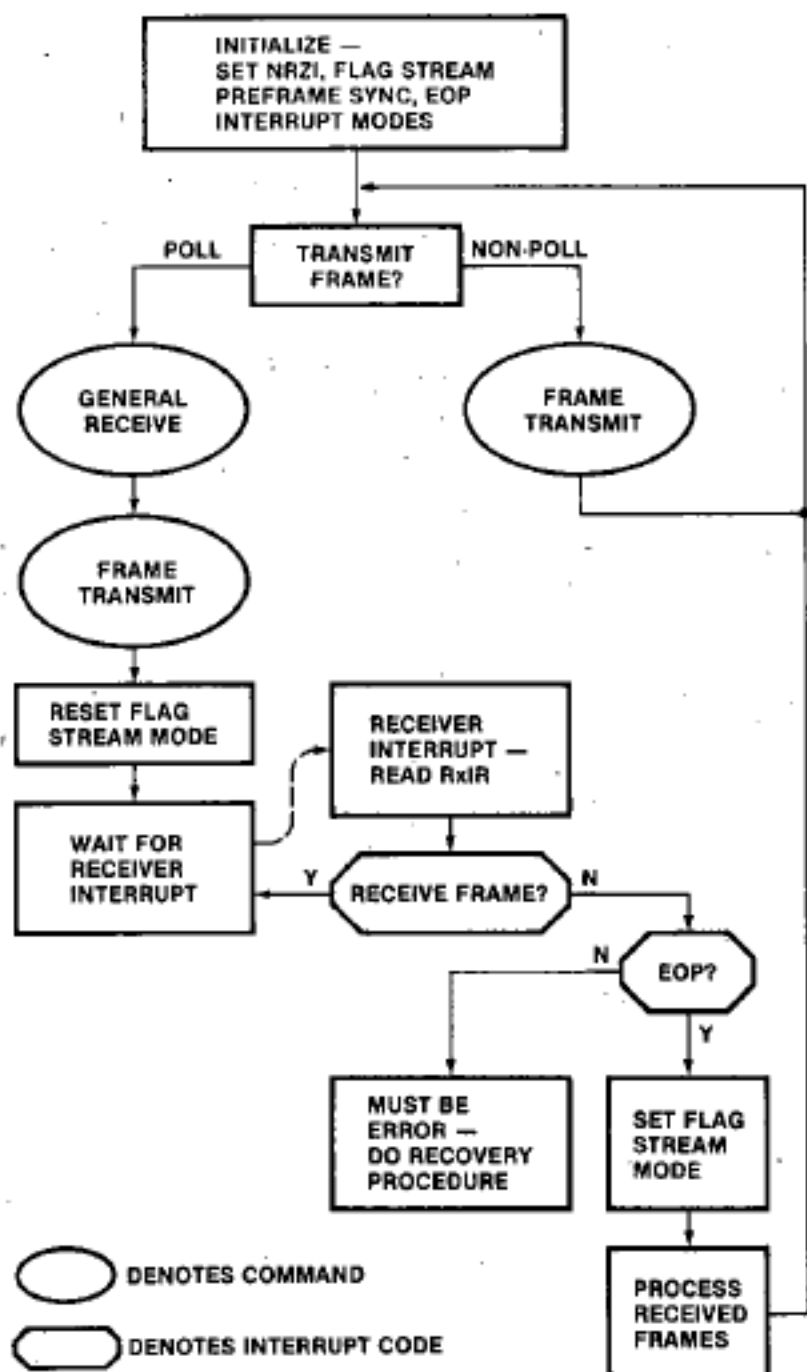 INITIALIZE —
SET NRZI, FLAG STREAM
PREFRAME SYNC, EOP
INTERRUPT MODES
POLL
TRANSMIT
FRAME?
NON-POLL
GENERAL
RECEIVE
FRAME
TRANSMIT
FRAME
TRANSMIT
RESET FLAG
STREAM MODE
RECEIVER
INTERRUPT —
READ RxIR
WAIT FOR
RECEIVER
INTERRUPT
Y
RECEIVE FRAME?
N
N
EOP?
Y
MUST BE
ERROR —
DO RECOVERY
PROCEDURE
SET FLAG
STREAM
MODE
DENOTES COMMAND
PROCESS
RECEIVED
FRAMES
DENOTES INTERRUPT CODE